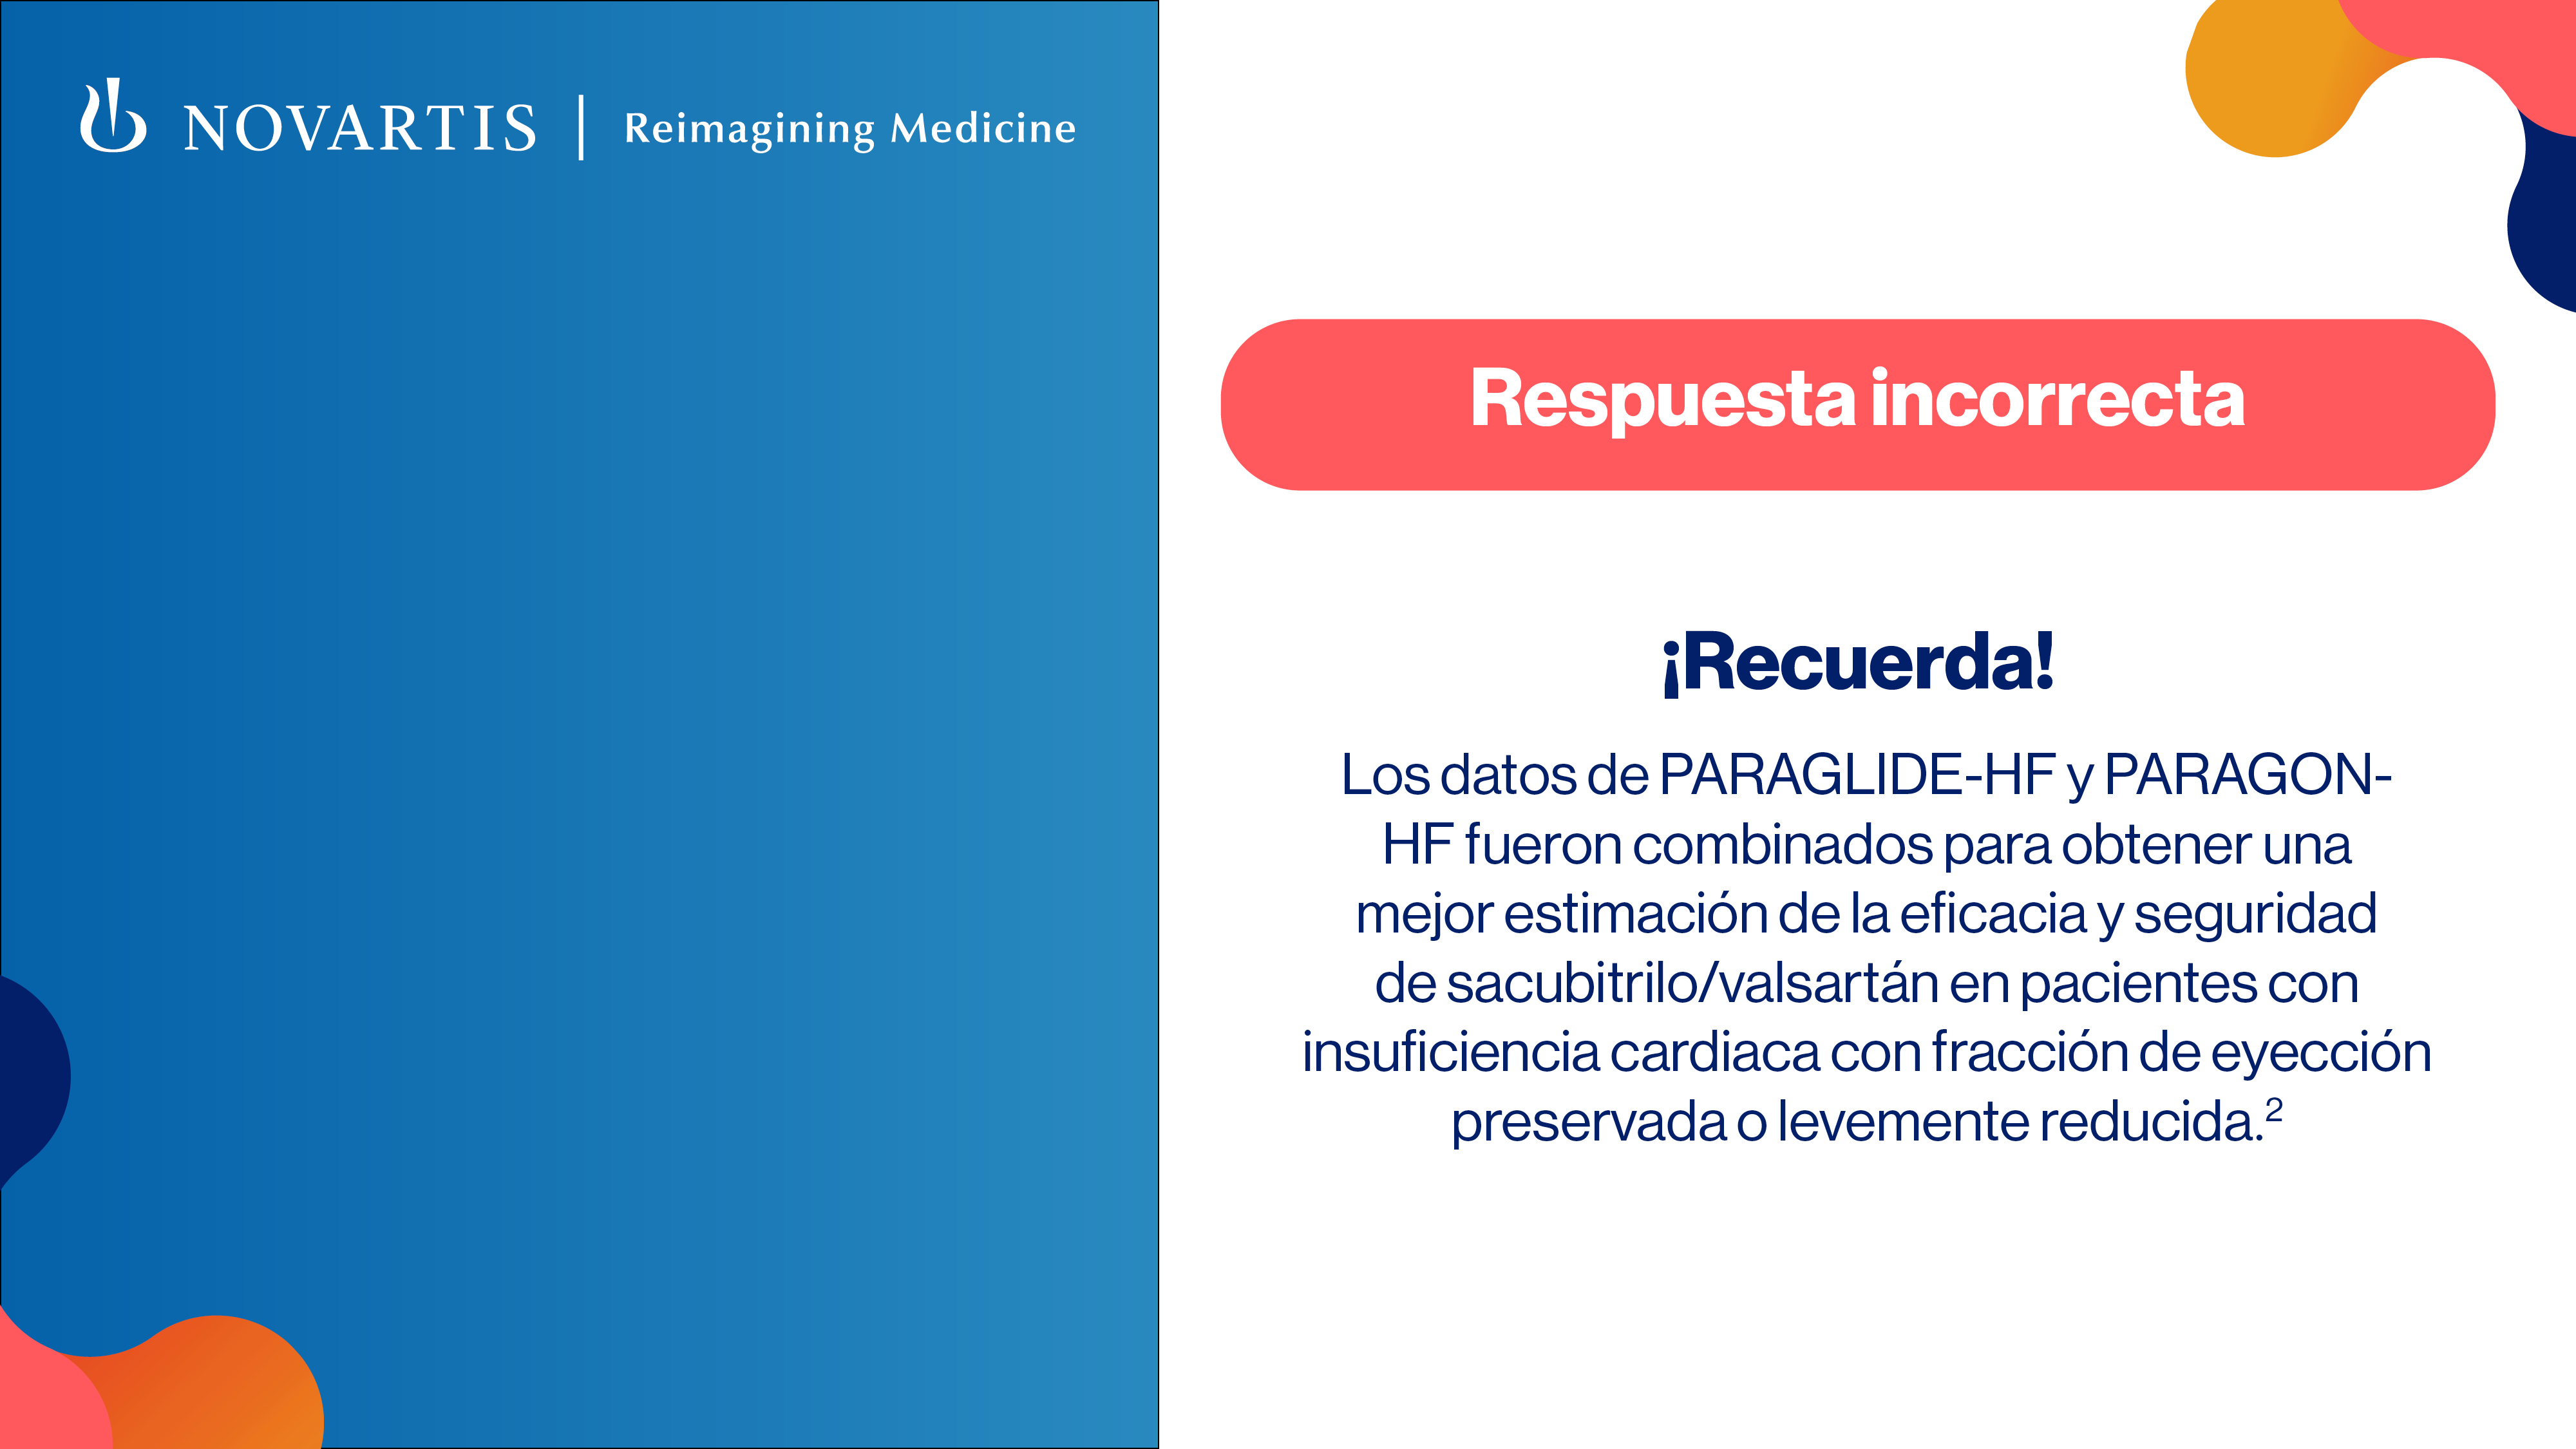 NOVARTIS | Reimagining Medicine
Respuesta incorrecta
¡Recuerda!
Los datos de PARAGLIDE-HF y PARAGON-
HF fueron combinados para obtener una
mejor estimación de la eficacia y seguridad
de sacubitrilo/valsartán en pacientes con
insuficiencia cardiaca con fracción de eyección
preservada o levemente reducida.²